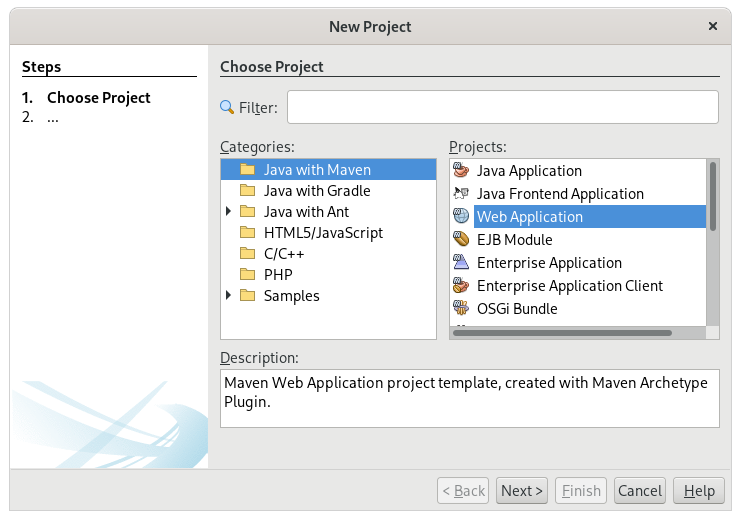 New Project
Steps
1. Choose Project
2. ...
Choose Project
Filter:
Categories:
Java with Maven
Java with Gradle
Java with Ant
HTML5/JavaScript
C/C++
PHP
Samples
Projects:
Java Application
Java Frontend Application
Web Application
EJB Module
Enterprise Application
Enterprise Application Client
OSGi Bundle
Description:
Maven Web Application project template, created with Maven Archetype
Plugin.
< Back
Next >
Finish
Cancel
Help